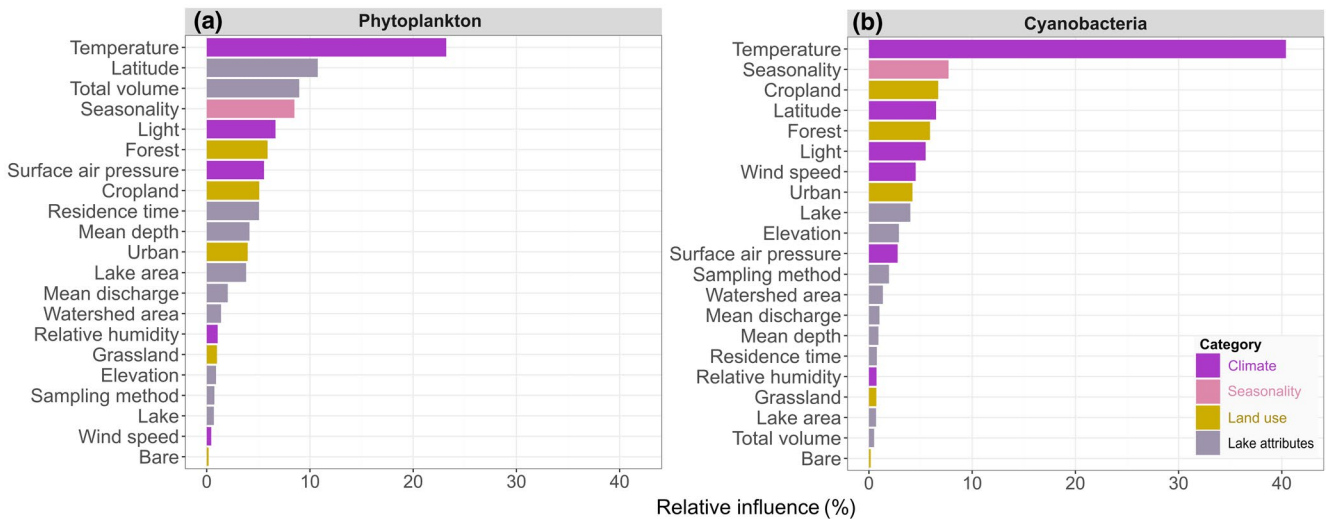 (a) Phytoplankton
Temperature
Latitude
Total volume
Seasonality
Light
Forest
Surface air pressure
Cropland
Residence time
Mean depth
Urban
Lake area
Mean discharge
Watershed area
Relative humidity
Grassland
Elevation
Sampling method
Lake
Wind speed
Bare
0 10 20 30 40
(b) Cyanobacteria
Temperature
Seasonality
Cropland
Latitude
Forest
Light
Wind speed
Urban
Lake
Elevation
Surface air pressure
Sampling method
Watershed area
Mean discharge
Mean depth
Residence time
Relative humidity
Grassland
Lake area
Total volume
Bare
0 10 20 30 40
Category
Climate
Seasonality
Land use
Lake attributes
Relative influence (%)